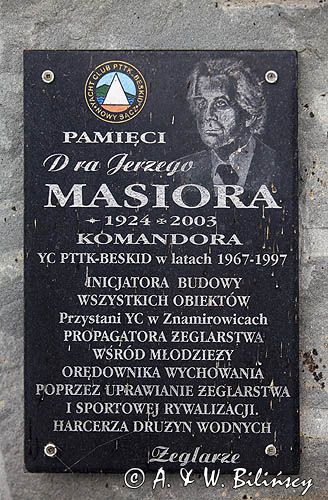 YACHT CLUB PTTK-BESKID
NOWY SĄCZ
PAMIĘCI
Dra Jerzego
MASIORA
1924 2003
KOMANDORA
YC PTTK-BESKID w latach 1967-1997
INICJATORA BUDOWY
WSZYSTKICH OBIEKTÓW
Przystani YC w Znamirowicach
PROPAGATORA ŻEGLARSTWA
WŚRÓD MŁODZIEŻY
ORĘDOWNIKA WYCHOWANIA
POPRZEZ UPRAWIANIE ŻEGLARSTWA
I SPORTOWEJ RYWALIZACJI.
HARCERZA DRUŻYN WODNYCH
Żeglarze
© A. & W. Bilińscy